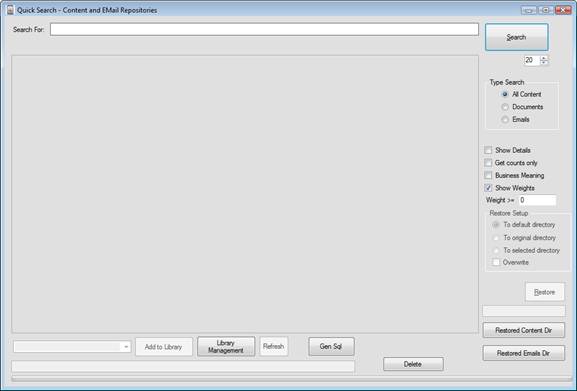 Quick Search - Content and EMail Repositories
Search For:
Search
20
Type Search
All Content
Documents
Emails
Show Details
Get counts only
Business Meaning
Show Weights
Weight >= 0
Restore Setup
To default directory
To original directory
To selected directory
Overwrite
Restore
Restored Content Dir
Restored Emails Dir
Add to Library
Library
Management
Refresh
Gen Sql
Delete